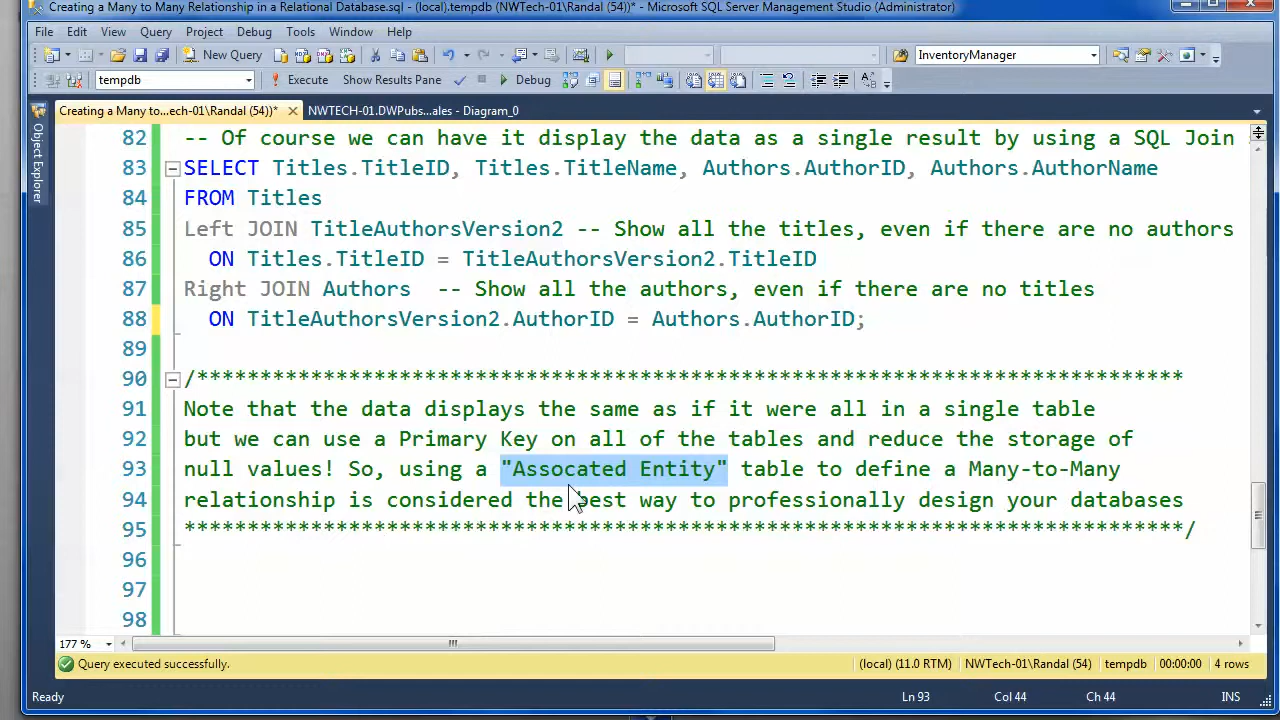 Creating a Many to Many Relationship in a Relational Database.sql - (local).tempdb (NWTech-01\Randal (54))* - Microsoft SQL Server Management Studio (Administrator)
File Edit View Query Project Debug Tools Window Help
New Query InventoryManager
tempdb Execute Show Results Pane Debug
Creating a Many to...ech-01\Randal (54))* NWTECH-01.DWPubs...ales - Diagram_0
Object Explorer
82 -- Of course we can have it display the data as a single result by using a SQL Join
83 SELECT Titles.TitleID, Titles.TitleName, Authors.AuthorID, Authors.AuthorName
84 FROM Titles
85 Left JOIN TitleAuthorsVersion2 -- Show all the titles, even if there are no authors
86 ON Titles.TitleID = TitleAuthorsVersion2.TitleID
87 Right JOIN Authors -- Show all the authors, even if there are no titles
88 ON TitleAuthorsVersion2.AuthorID = Authors.AuthorID;
89
90 /******************************************************************************
91 Note that the data displays the same as if it were all in a single table
92 but we can use a Primary Key on all of the tables and reduce the storage of
93 null values! So, using a "Assocated Entity" table to define a Many-to-Many
94 relationship is considered the best way to professionally design your databases
95 *******************************************************************************/
96
97
98
177 %
Query executed successfully. (local) (11.0 RTM) NWTech-01\Randal (54) tempdb 00:00:00 4 rows
Ready Ln 93 Col 44 Ch 44 INS